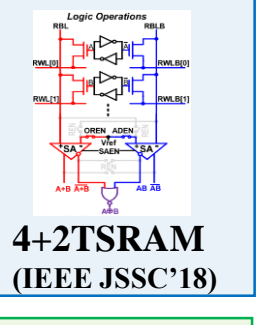 Logic Operations
RBL RBLB
A A̅
RWL[0] RWLB[0]
RWL[1] RWLB[1]
OREN ADEN
Vref
+SA- SAEN -SA+
A+B A̅+̅B̅ AB A̅B̅
A⊕B
4+2TSRAM
(IEEE JSSC'18)